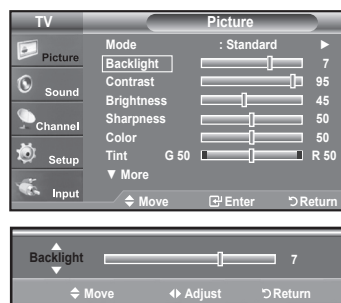 TV Picture
Picture
Sound
Channel
Setup
Input
Mode : Standard ►
Backlight 7
Contrast 95
Brightness 45
Sharpness 50
Color 50
Tint G 50 R 50
▼ More
Move Enter Return
Backlight 7
Move Adjust Return